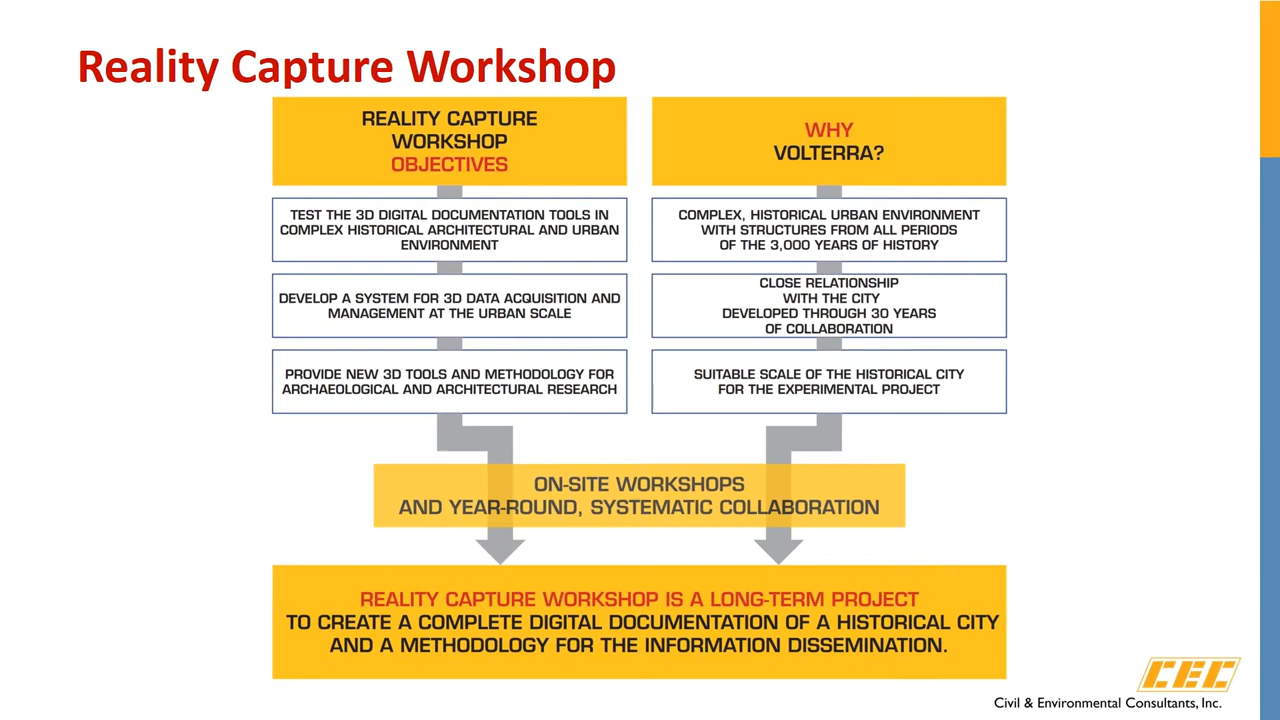 Reality Capture Workshop
REALITY CAPTURE
WORKSHOP
OBJECTIVES
TEST THE 3D DIGITAL DOCUMENTATION TOOLS IN
COMPLEX HISTORICAL ARCHITECTURAL AND URBAN
ENVIRONMENT
DEVELOP A SYSTEM FOR 3D DATA ACQUISITION AND
MANAGEMENT AT THE URBAN SCALE
PROVIDE NEW 3D TOOLS AND METHODOLOGY FOR
ARCHAEOLOGICAL AND ARCHITECTURAL RESEARCH
WHY
VOLTERRA?
COMPLEX, HISTORICAL URBAN ENVIRONMENT
WITH STRUCTURES FROM ALL PERIODS
OF THE 3,000 YEARS OF HISTORY
CLOSE RELATIONSHIP
WITH THE CITY
DEVELOPED THROUGH 30 YEARS
OF COLLABORATION
SUITABLE SCALE OF THE HISTORICAL CITY
FOR THE EXPERIMENTAL PROJECT
ON-SITE WORKSHOPS
AND YEAR-ROUND, SYSTEMATIC COLLABORATION
REALITY CAPTURE WORKSHOP IS A LONG-TERM PROJECT
TO CREATE A COMPLETE DIGITAL DOCUMENTATION OF A HISTORICAL CITY
AND A METHODOLOGY FOR THE INFORMATION DISSEMINATION.
CEC
Civil & Environmental Consultants, Inc.